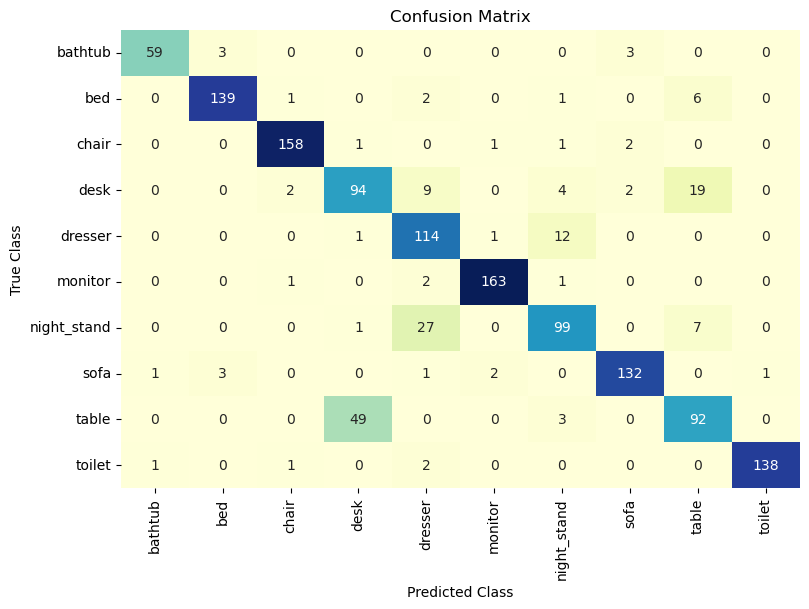 Confusion Matrix
True Class
bathtub 59 3 0 0 0 0 0 3 0 0
bed 0 139 1 0 2 0 1 0 6 0
chair 0 0 158 1 0 1 1 2 0 0
desk 0 0 2 94 9 0 4 2 19 0
dresser 0 0 0 1 114 1 12 0 0 0
monitor 0 0 1 0 2 163 1 0 0 0
night_stand 0 0 0 1 27 0 99 0 7 0
sofa 1 3 0 0 1 2 0 132 0 1
table 0 0 0 49 0 0 3 0 92 0
toilet 1 0 1 0 2 0 0 0 0 138
bathtub bed chair desk dresser monitor night_stand sofa table toilet
Predicted Class